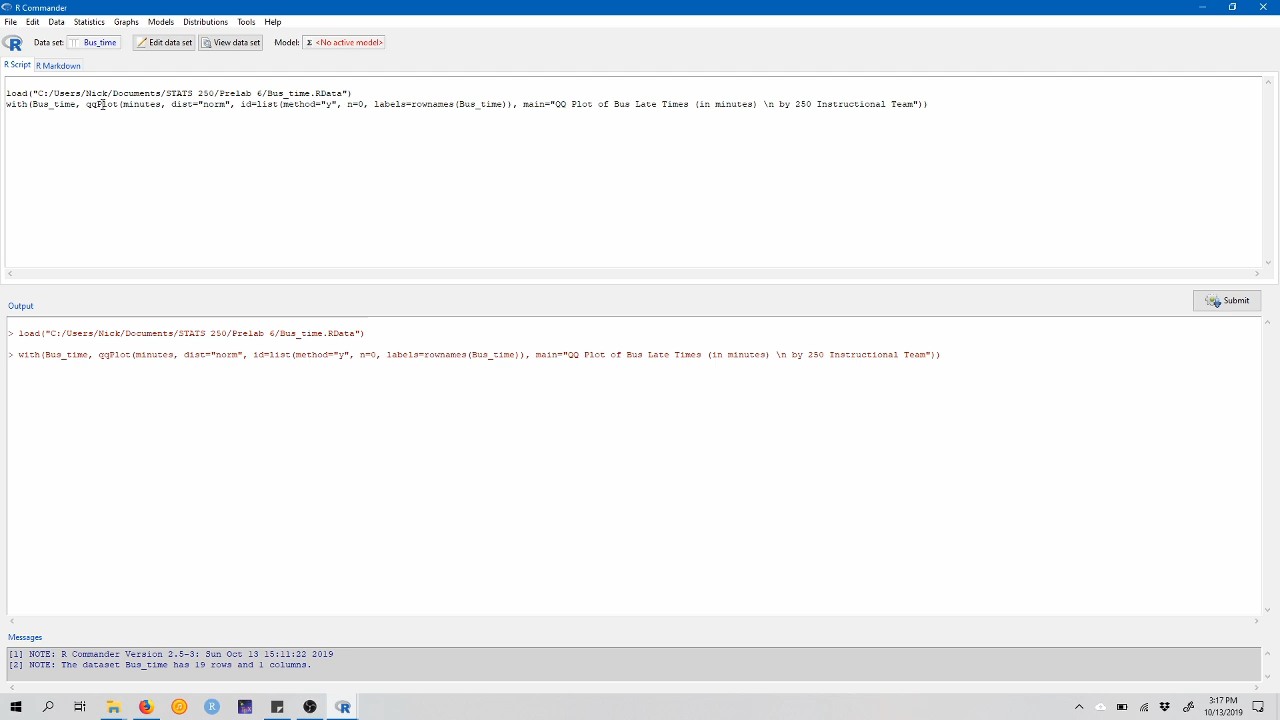 R Commander
File Edit Data Statistics Graphs Models Distributions Tools Help
R Data set: Bus_time Edit data set View data set Model: Σ <No active model>
R Script R Markdown
load("C:/Users/Nick/Documents/STATS 250/Prelab 6/Bus_time.RData")
with(Bus_time, qqPlot(minutes, dist="norm", id=list(method="y", n=0, labels=rownames(Bus_time)), main="QQ Plot of Bus Late Times (in minutes) \n by 250 Instructional Team"))
Output
Submit
> load("C:/Users/Nick/Documents/STATS 250/Prelab 6/Bus_time.RData")
> with(Bus_time, qqPlot(minutes, dist="norm", id=list(method="y", n=0, labels=rownames(Bus_time)), main="QQ Plot of Bus Late Times (in minutes) \n by 250 Instructional Team"))
Messages
[1] NOTE: R Commander Version 2.5-3: Sun Oct 13 15:11:22 2019
[2] NOTE: The dataset Bus_time has 19 rows and 1 columns.
3:17 PM
10/13/2019